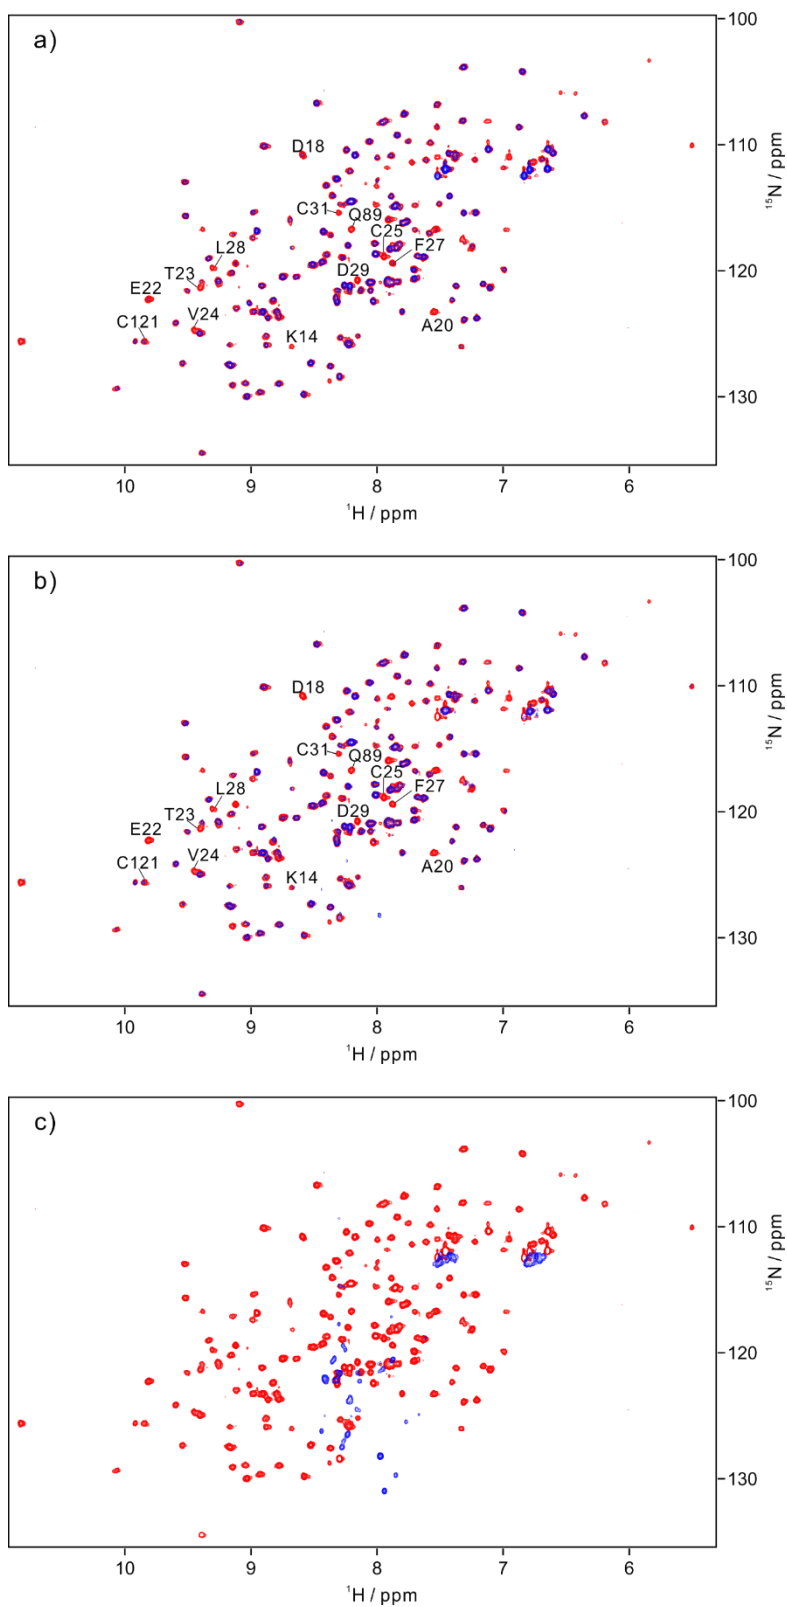 a)
100
D18
110
C31
Q89
C25
F27
L28
T23
D29
E22
120
V24
K14
A20
C121
130
10 9 8 7 6
¹H / ppm
¹⁵N / ppm
b)
100
D18
110
C31
Q89
C25
F27
L28
T23
D29
E22
120
V24
K14
A20
C121
130
10 9 8 7 6
¹H / ppm
¹⁵N / ppm
c)
100
110
120
130
10 9 8 7 6
¹H / ppm
¹⁵N / ppm